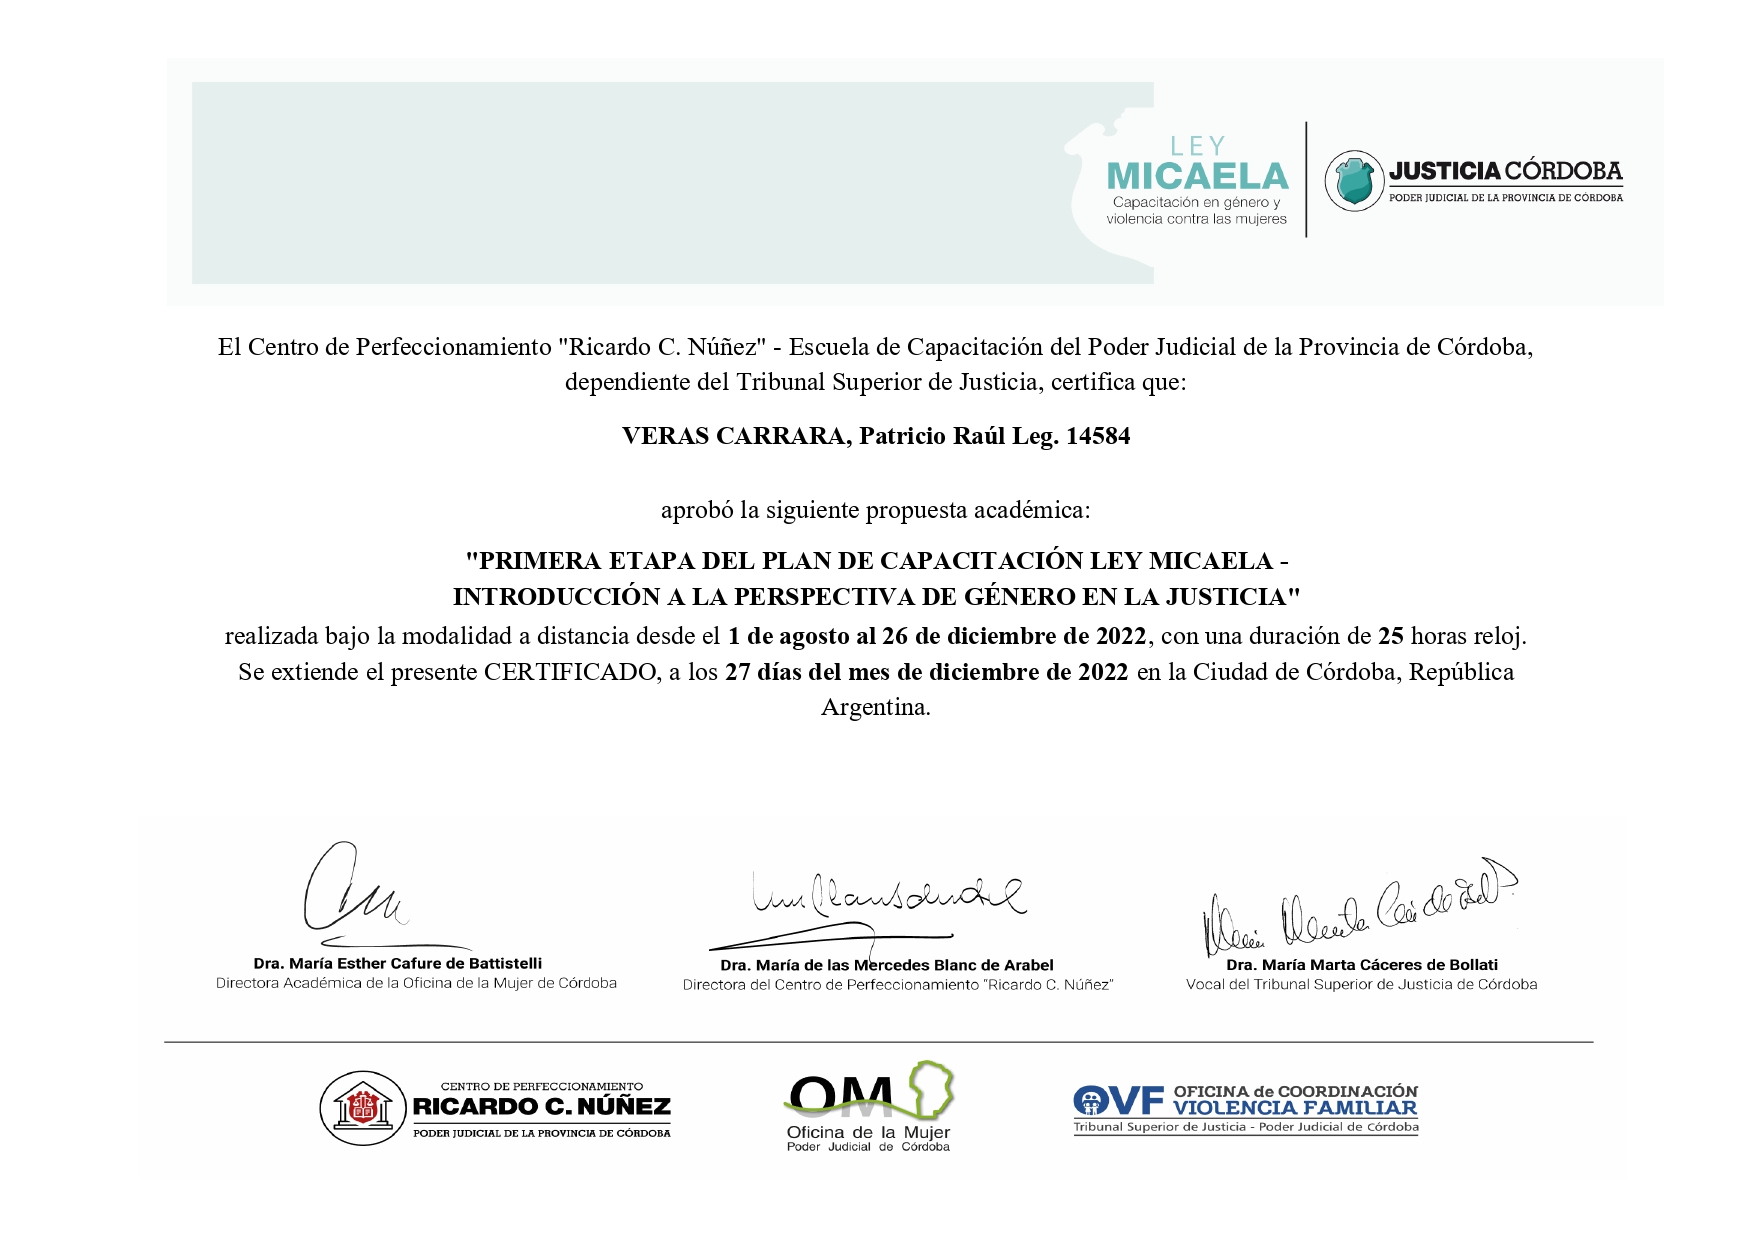 LEY
MICAELA
Capacitación en género y
violencia contra las mujeres
JUSTICIA CÓRDOBA
PODER JUDICIAL DE LA PROVINCIA DE CÓRDOBA
El Centro de Perfeccionamiento "Ricardo C. Núñez" - Escuela de Capacitación del Poder Judicial de la Provincia de Córdoba,
dependiente del Tribunal Superior de Justicia, certifica que:
VERAS CARRARA, Patricio Raúl Leg. 14584
aprobó la siguiente propuesta académica:
"PRIMERA ETAPA DEL PLAN DE CAPACITACIÓN LEY MICAELA -
INTRODUCCIÓN A LA PERSPECTIVA DE GÉNERO EN LA JUSTICIA"
realizada bajo la modalidad a distancia desde el 1 de agosto al 26 de diciembre de 2022, con una duración de 25 horas reloj.
Se extiende el presente CERTIFICADO, a los 27 días del mes de diciembre de 2022 en la Ciudad de Córdoba, República
Argentina.
Dra. María Esther Cafure de Battistelli
Directora Académica de la Oficina de la Mujer de Córdoba
Dra. María de las Mercedes Blanc de Arabel
Directora del Centro de Perfeccionamiento "Ricardo C. Núñez"
Dra. María Marta Cáceres de Bollati
Vocal del Tribunal Superior de Justicia de Córdoba
CENTRO DE PERFECCIONAMIENTO
RICARDO C. NÚÑEZ
PODER JUDICIAL DE LA PROVINCIA DE CÓRDOBA
OM
Oficina de la Mujer
Poder Judicial de Córdoba
OVF OFICINA de COORDINACIÓN
VIOLENCIA FAMILIAR
Tribunal Superior de Justicia - Poder Judicial de Córdoba